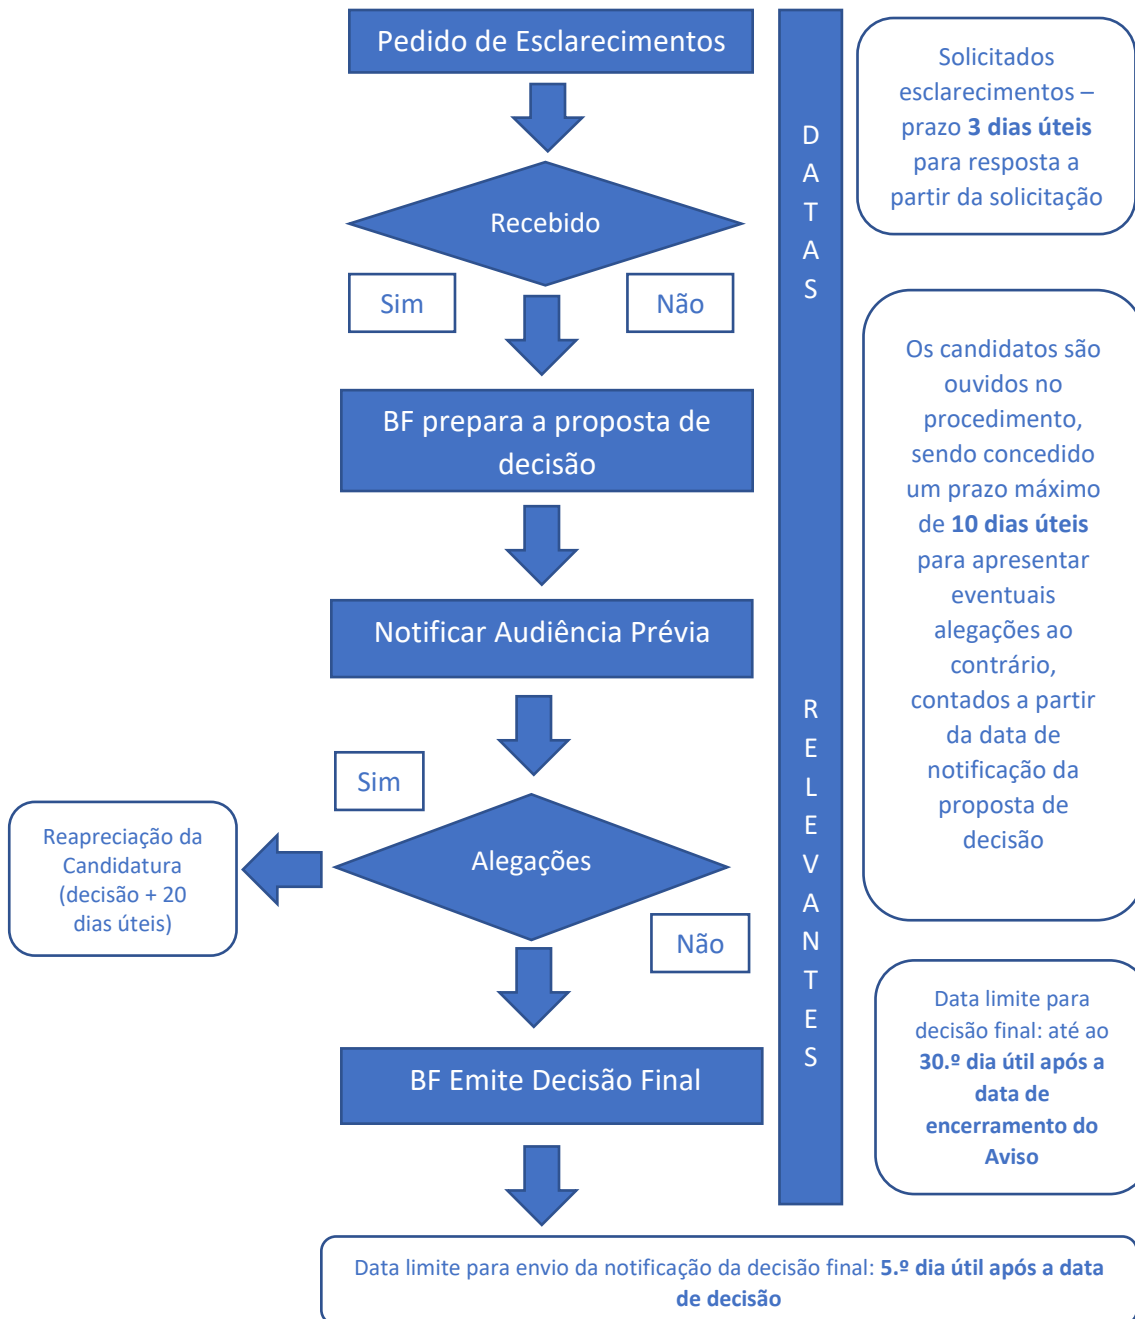 Pedido de Esclarecimentos
Recebido
Sim
Não
BF prepara a proposta de
decisão
Notificar Audiência Prévia
Sim
Alegações
Reapreciação da
Candidatura
(decisão + 20
dias úteis)
Não
BF Emite Decisão Final
D
A
T
A
S
R
E
L
E
V
A
N
T
E
S
Solicitados
esclarecimentos –
prazo 3 dias úteis
para resposta a
partir da solicitação
Os candidatos são
ouvidos no
procedimento,
sendo concedido
um prazo máximo
de 10 dias úteis
para apresentar
eventuais
alegações ao
contrário,
contados a partir
da data de
notificação da
proposta de
decisão
Data limite para
decisão final: até ao
30.º dia útil após a
data de
encerramento do
Aviso
Data limite para envio da notificação da decisão final: 5.º dia útil após a data
de decisão